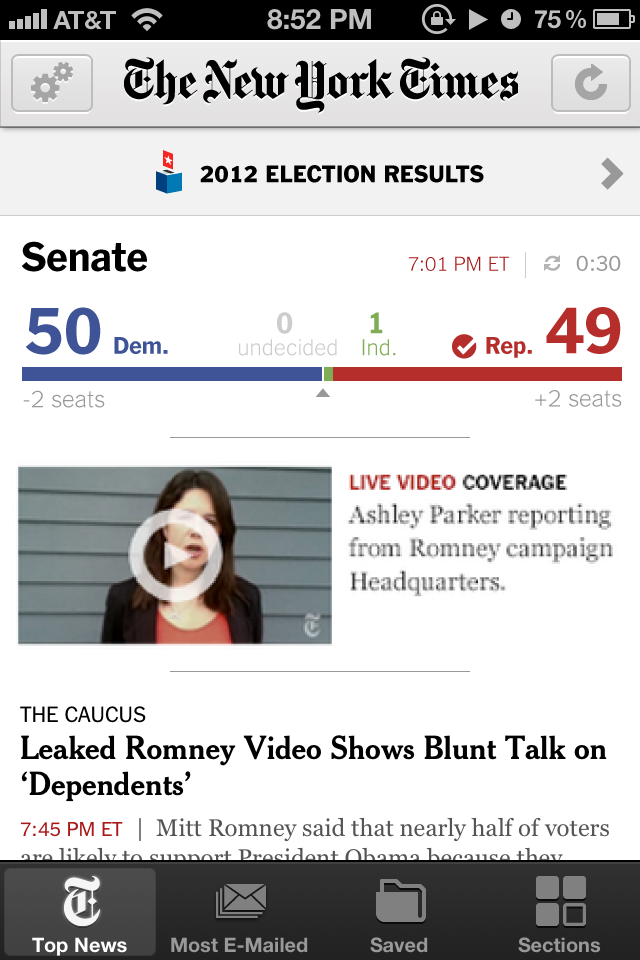 AT&T 8:52 PM 75%
The New York Times
2012 ELECTION RESULTS
Senate 7:01 PM ET 0:30
50 Dem. 0 undecided 1 Ind. Rep. 49
-2 seats +2 seats
LIVE VIDEO COVERAGE
Ashley Parker reporting
from Romney campaign
Headquarters.
T
THE CAUCUS
Leaked Romney Video Shows Blunt Talk on
‘Dependents’
7:45 PM ET | Mitt Romney said that nearly half of voters
are likely to support President Obama because they
T
Top News Most E-Mailed Saved Sections